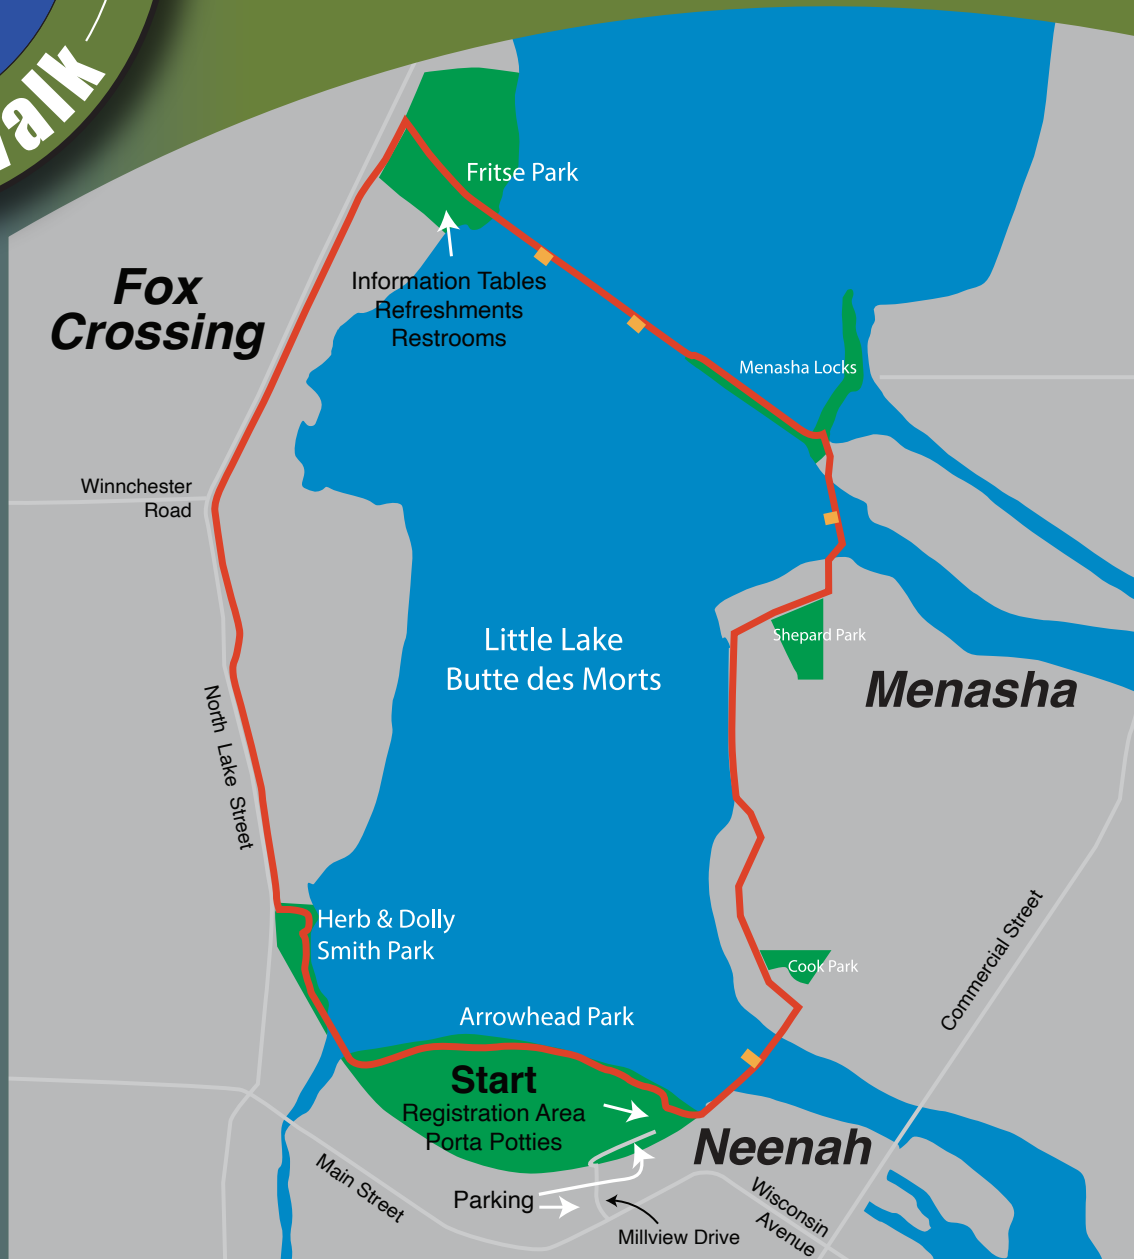 alk
Fritse Park
Fox
Crossing
Information Tables
Refreshments
Restrooms
Menasha Locks
Winnchester
Road
Little Lake
Butte des Morts
Shepard Park
Menasha
North Lake Street
Herb & Dolly
Smith Park
Cook Park
Commercial Street
Arrowhead Park
Start
Registration Area
Porta Potties
Neenah
Main Street
Parking
Millview Drive
Wisconsin
Avenue